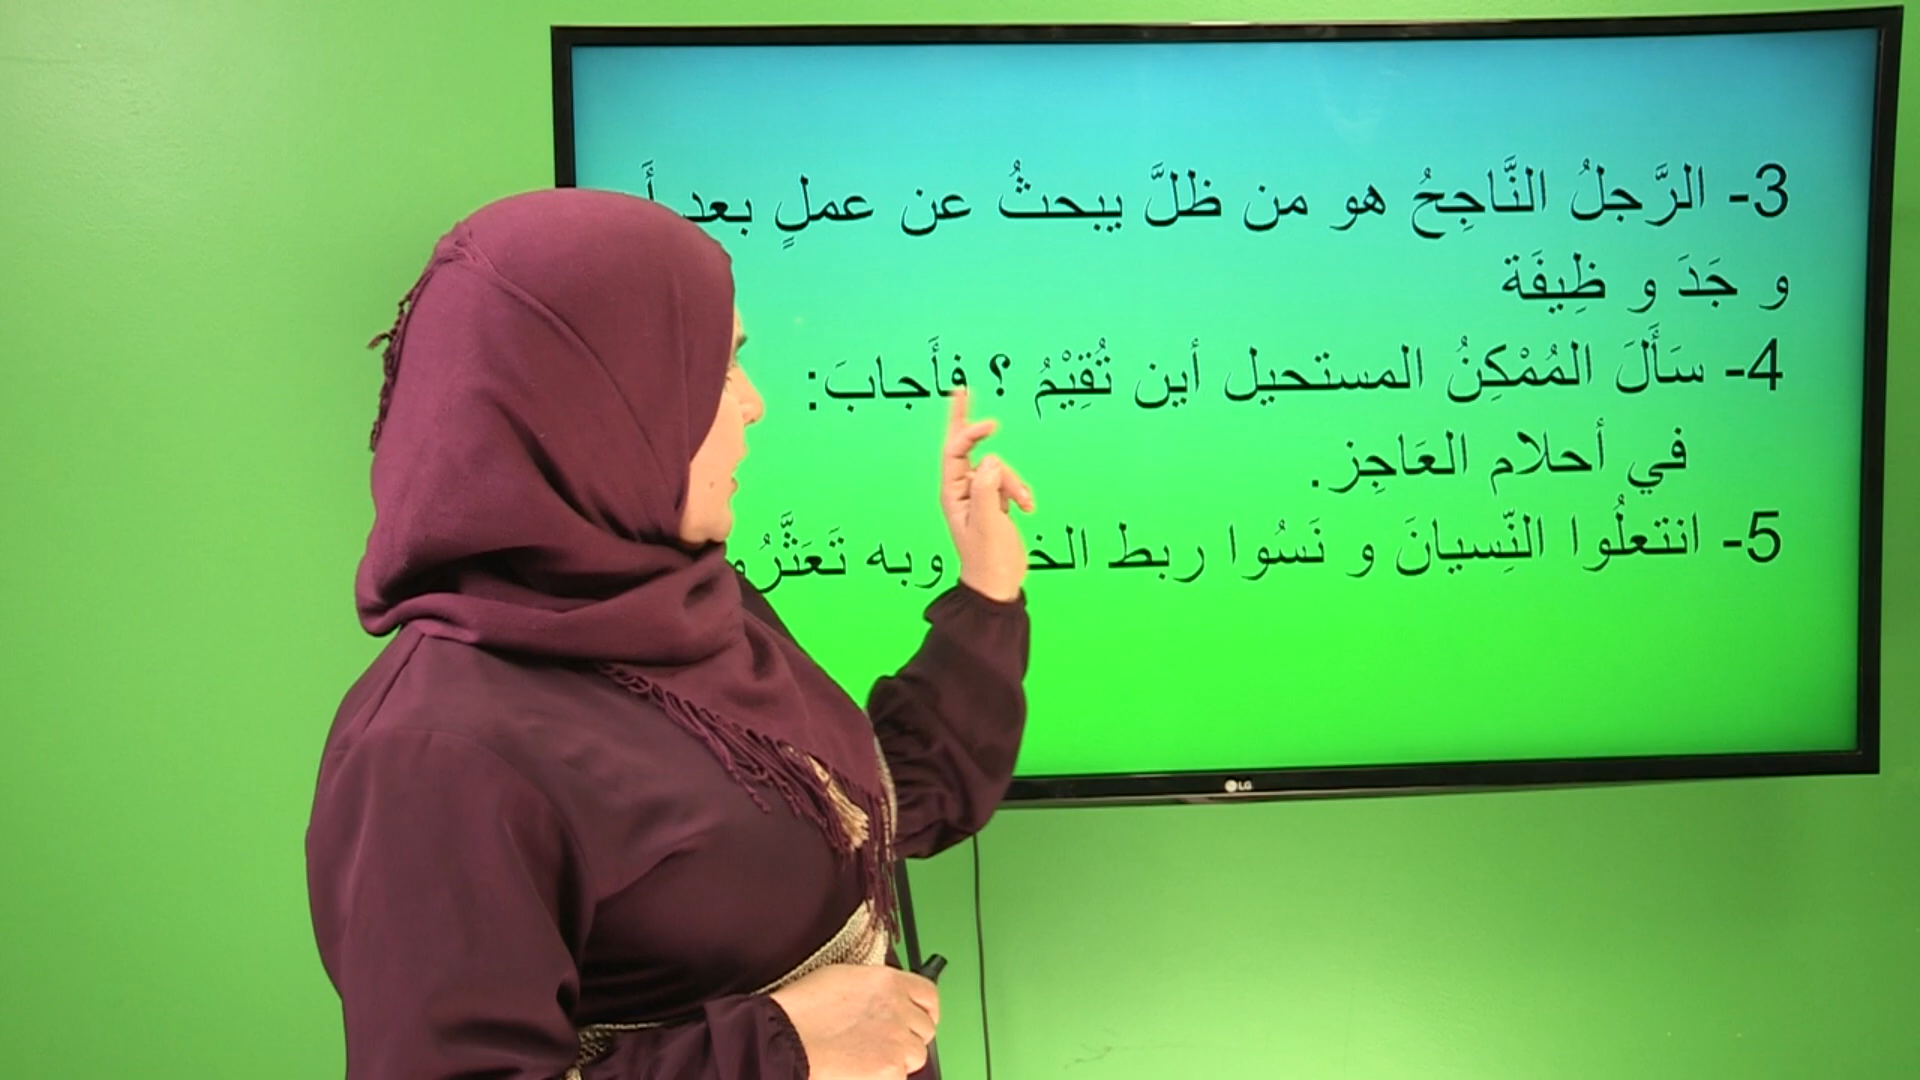 3- الرَّجلُ النَّاجِحُ هو من ظلَّ يبحثُ عن عملٍ بعد
و جَدَ و ظِيفَة
4- سَأَلَ المُمْكِنُ المستحيل أين تُقِيْمُ ؟ فأَجابَ:
في أحلام العَاجِز.
5- انتعلُوا النِّسيانَ و نَسُوا ربط وبه
LG